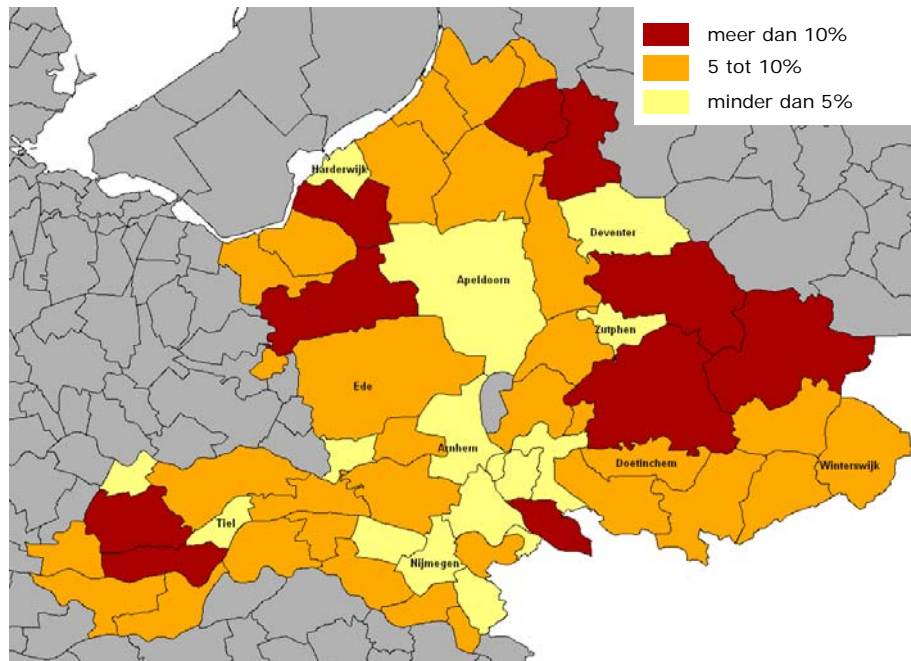 meer dan 10%
5 tot 10%
minder dan 5%
Harderwijk
Deventer
Apeldoorn
Zutphen
Ede
Arnhem
Doetinchem
Winterswijk
Tiel
Nijmegen